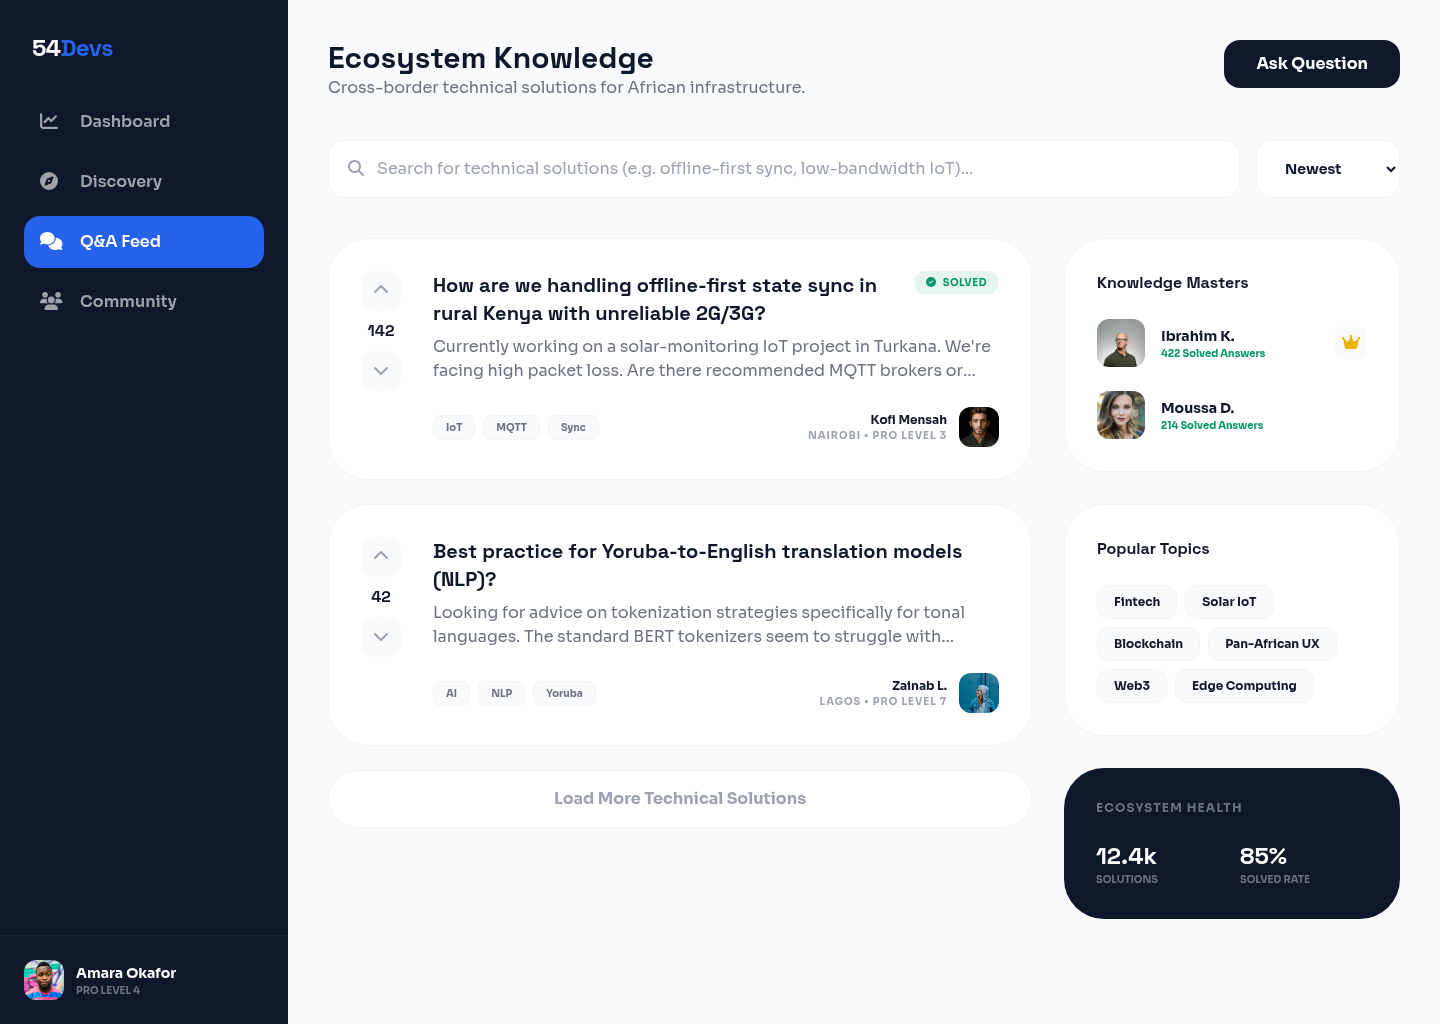 54Devs
Dashboard
Discovery
Q&A Feed
Community
Amara Okafor
PRO LEVEL 4
Ecosystem Knowledge
Cross-border technical solutions for African infrastructure.
Ask Question
Search for technical solutions (e.g. offline-first sync, low-bandwidth IoT)...
Newest
142
How are we handling offline-first state sync in
rural Kenya with unreliable 2G/3G?
SOLVED
Currently working on a solar-monitoring IoT project in Turkana. We're
facing high packet loss. Are there recommended MQTT brokers or...
IoT
MQTT
Sync
Kofi Mensah
NAIROBI • PRO LEVEL 3
42
Best practice for Yoruba-to-English translation models
(NLP)?
Looking for advice on tokenization strategies specifically for tonal
languages. The standard BERT tokenizers seem to struggle with...
AI
NLP
Yoruba
Zainab L.
LAGOS • PRO LEVEL 7
Load More Technical Solutions
Knowledge Masters
Ibrahim K.
422 Solved Answers
Moussa D.
214 Solved Answers
Popular Topics
Fintech
Solar IoT
Blockchain
Pan-African UX
Web3
Edge Computing
ECOSYSTEM HEALTH
12.4k
SOLUTIONS
85%
SOLVED RATE